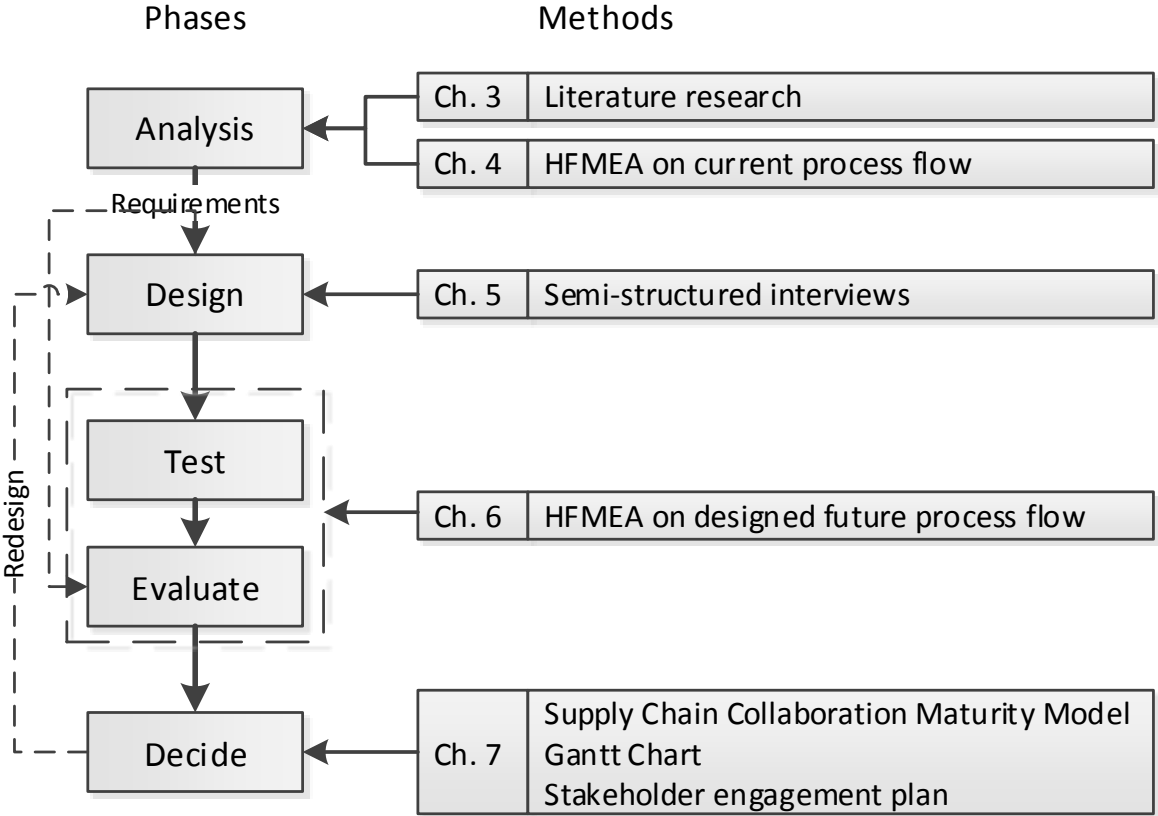 Phases
Methods
Analysis
Ch. 3
Literature research
Ch. 4
HFMEA on current process flow
Requirements
Design
Ch. 5
Semi-structured interviews
Test
Redesign
Ch. 6
HFMEA on designed future process flow
Evaluate
Decide
Ch. 7
Supply Chain Collaboration Maturity Model
Gantt Chart
Stakeholder engagement plan